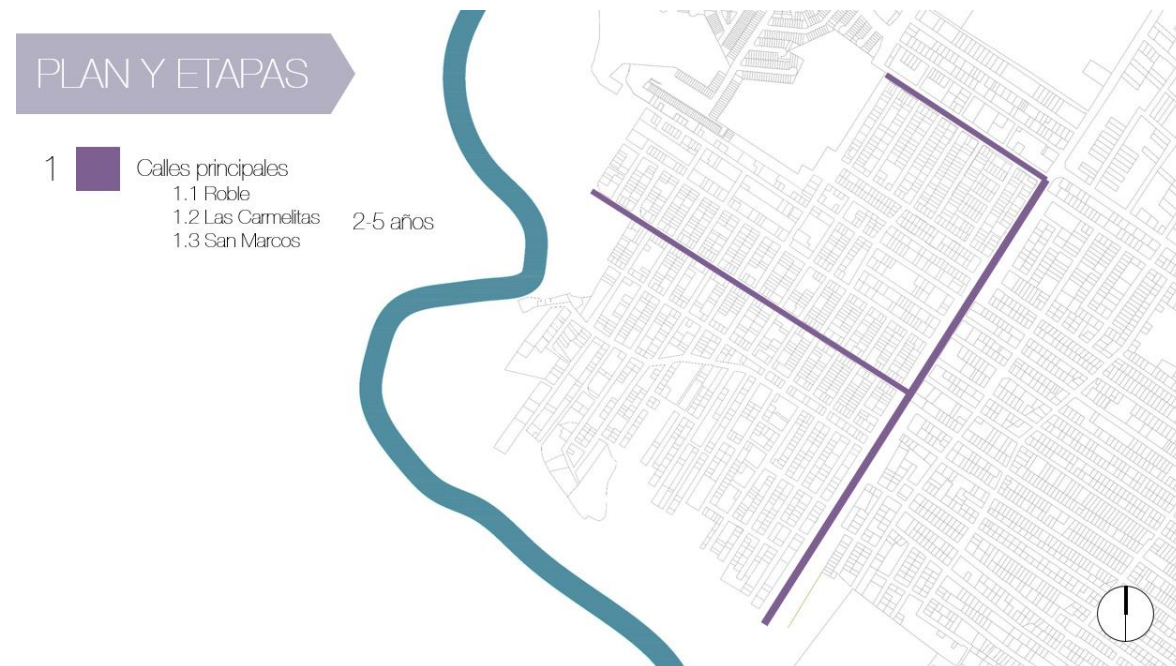 PLAN Y ETAPAS
1
Calles principales
1.1 Roble
1.2 Las Carmelitas
1.3 San Marcos
2-5 años